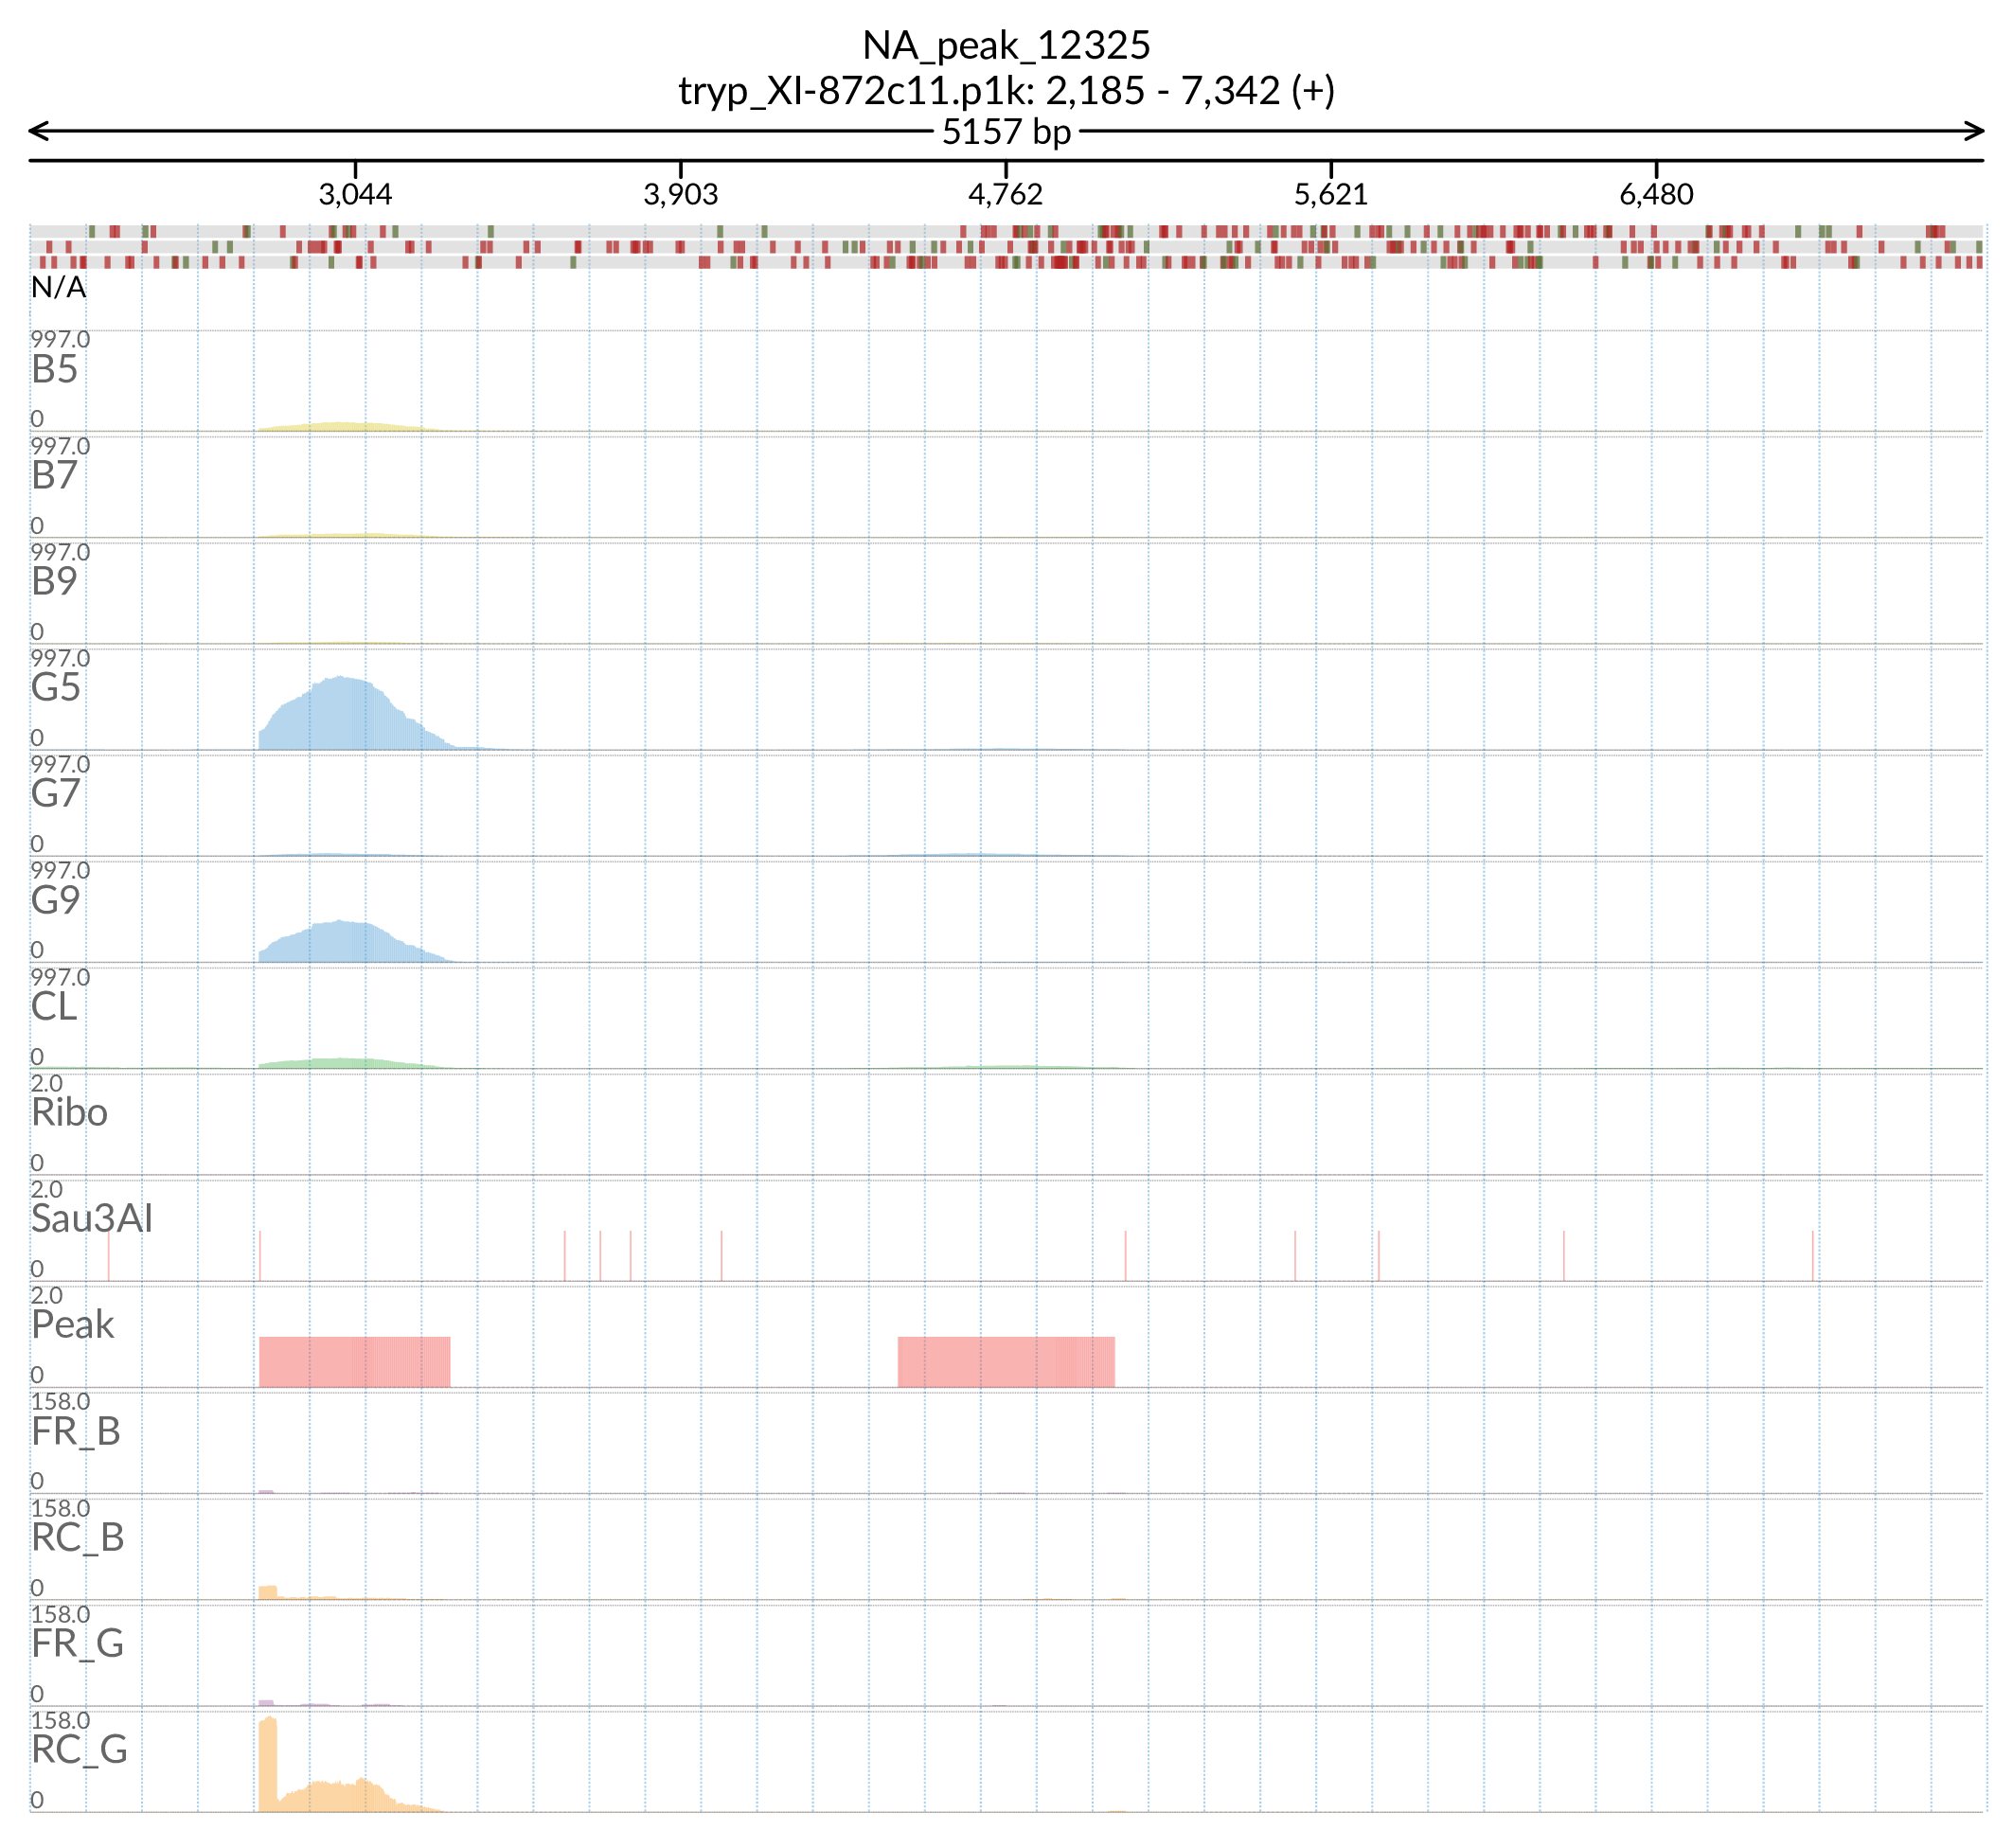 NA_peak_12325
tryp_XI-872c11.p1k: 2,185 - 7,342 (+)
5157 bp
3,044 3,903 4,762 5,621 6,480
N/A
997.0
B5
0
997.0
B7
0
997.0
B9
0
997.0
G5
0
997.0
G7
0
997.0
G9
0
997.0
CL
0
2.0
Ribo
0
2.0
Sau3AI
0
2.0
Peak
0
158.0
FR_B
0
158.0
RC_B
0
158.0
FR_G
0
158.0
RC_G
0